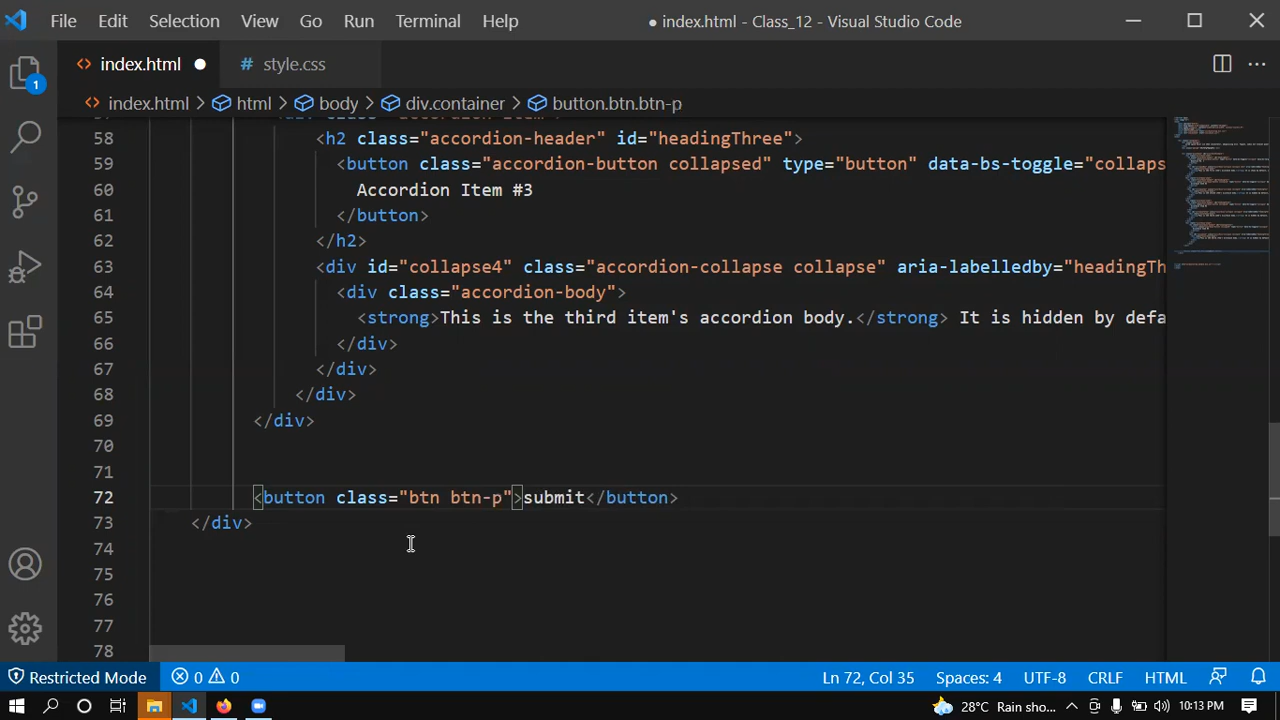 File Edit Selection View Go Run Terminal Help ● index.html - Class_12 - Visual Studio Code
<> index.html ● # style.css
1
<> index.html > html > body > div.container > button.btn.btn-p
58 <h2 class="accordion-header" id="headingThree">
59 <button class="accordion-button collapsed" type="button" data-bs-toggle="collaps
60 Accordion Item #3
61 </button>
62 </h2>
63 <div id="collapse4" class="accordion-collapse collapse" aria-labelledby="headingTh
64 <div class="accordion-body">
65 <strong>This is the third item's accordion body.</strong> It is hidden by defa
66 </div>
67 </div>
68 </div>
69 </div>
70
71
72 <button class="btn btn-p">submit</button>
73 </div>
74
75
76
77
78
Restricted Mode 0 0 Ln 72, Col 35 Spaces: 4 UTF-8 CRLF HTML
28°C Rain sho... 10:13 PM